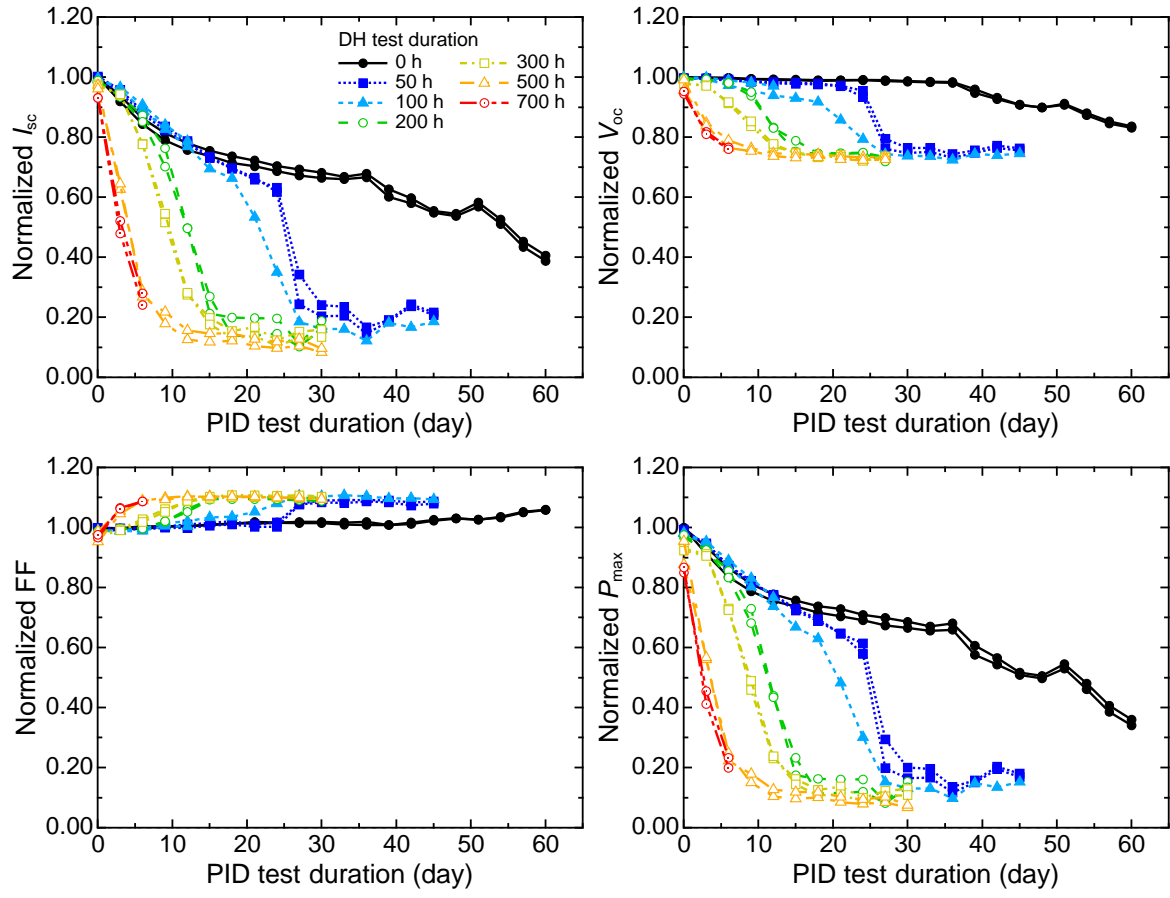 DH test duration
0 h
50 h
100 h
200 h
300 h
500 h
700 h
Normalized Isc
1.20
1.00
0.80
0.60
0.40
0.20
0.00
0 10 20 30 40 50 60
PID test duration (day)
Normalized Voc
1.20
1.00
0.80
0.60
0.40
0.20
0.00
0 10 20 30 40 50 60
PID test duration (day)
Normalized FF
1.20
1.00
0.80
0.60
0.40
0.20
0.00
0 10 20 30 40 50 60
PID test duration (day)
Normalized Pmax
1.20
1.00
0.80
0.60
0.40
0.20
0.00
0 10 20 30 40 50 60
PID test duration (day)